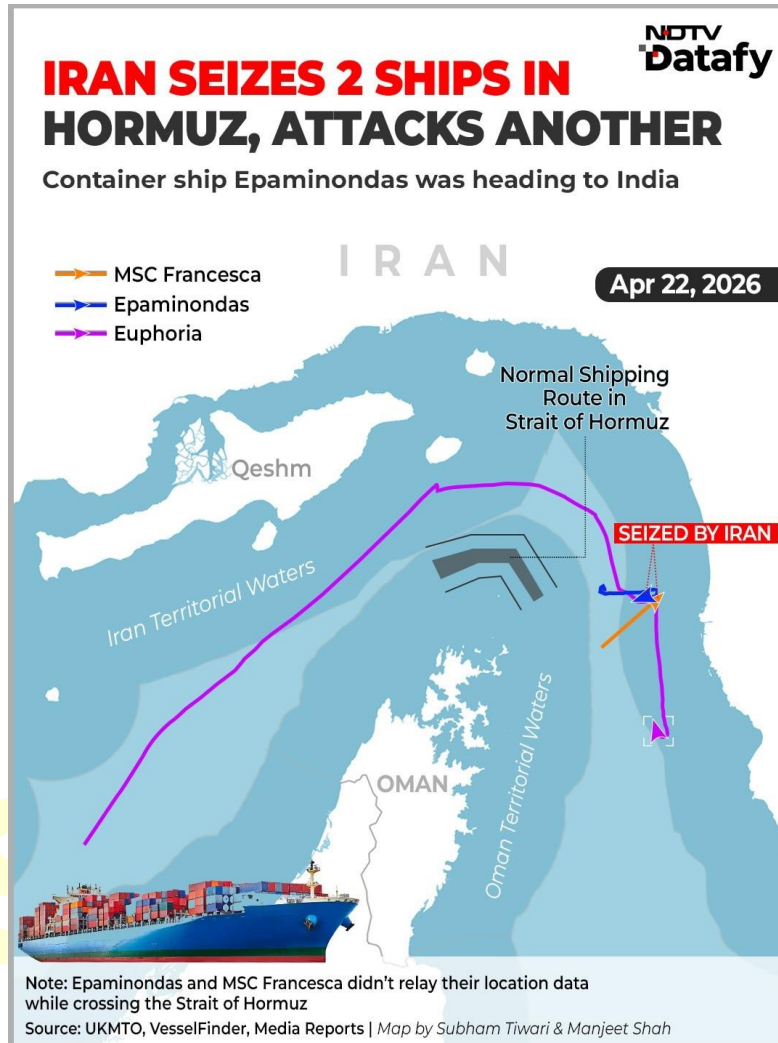 NDTV
Datafy
IRAN SEIZES 2 SHIPS IN
HORMUZ, ATTACKS ANOTHER
Container ship Epaminondas was heading to India
IRAN
MSC Francesca
Epaminondas
Euphoria
Apr 22, 2026
Normal Shipping
Route in
Strait of Hormuz
Qeshm
SEIZED BY IRAN
Iran Territorial Waters
OMAN
Oman Territorial Waters
Note: Epaminondas and MSC Francesca didn't relay their location data
while crossing the Strait of Hormuz
Source: UKMTO, VesselFinder, Media Reports | Map by Subham Tiwari & Manjeet Shah